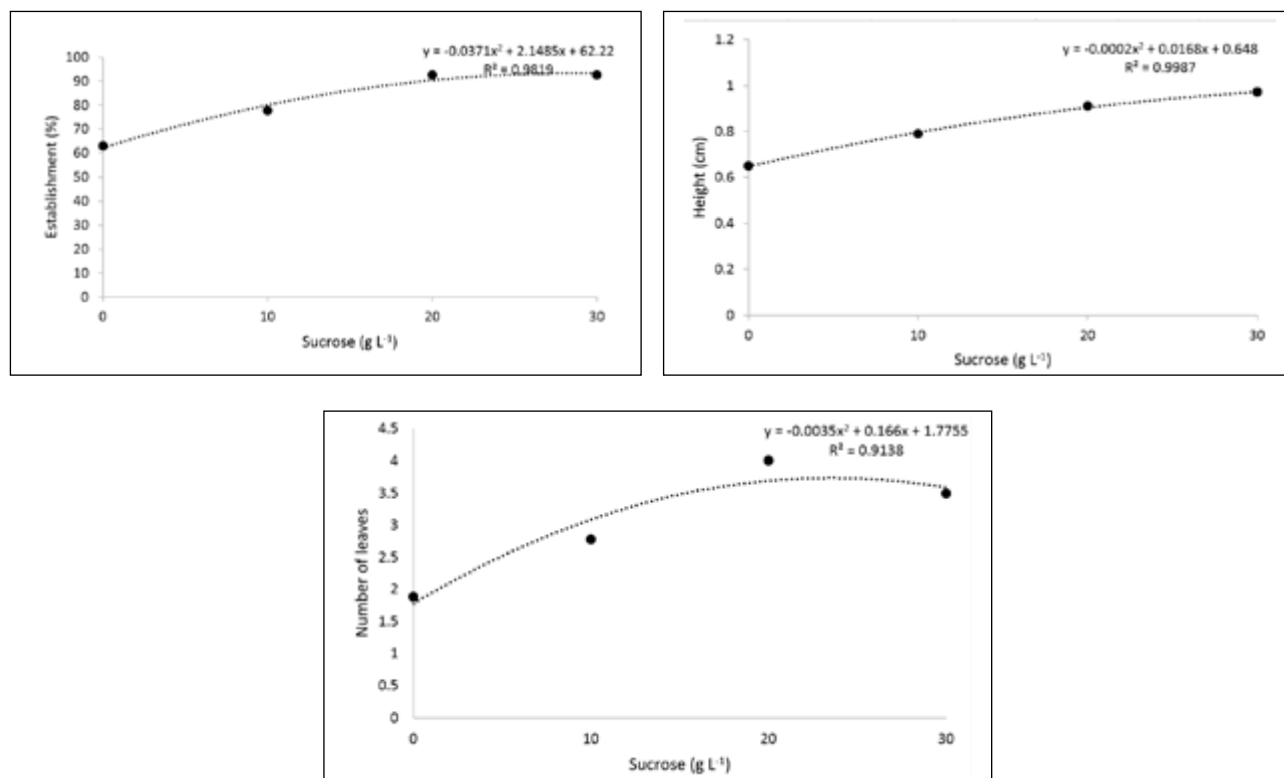 y = -0.0371x² + 2.1485x + 62.22
R² = 0.9819
100
90
80
70
60
50
40
30
20
10
0
Establishment (%)
0 10 20 30
Sucrose (g L⁻¹)
y = -0.0002x² + 0.0168x + 0.648
R² = 0.9987
1.2
1
0.8
0.6
0.4
0.2
0
Height (cm)
0 10 20 30
Sucrose (g L⁻¹)
y = -0.0035x² + 0.166x + 1.7755
R² = 0.9138
4.5
4
3.5
3
2.5
2
1.5
1
0.5
0
Number of leaves
0 10 20 30
Sucrose (g L⁻¹)